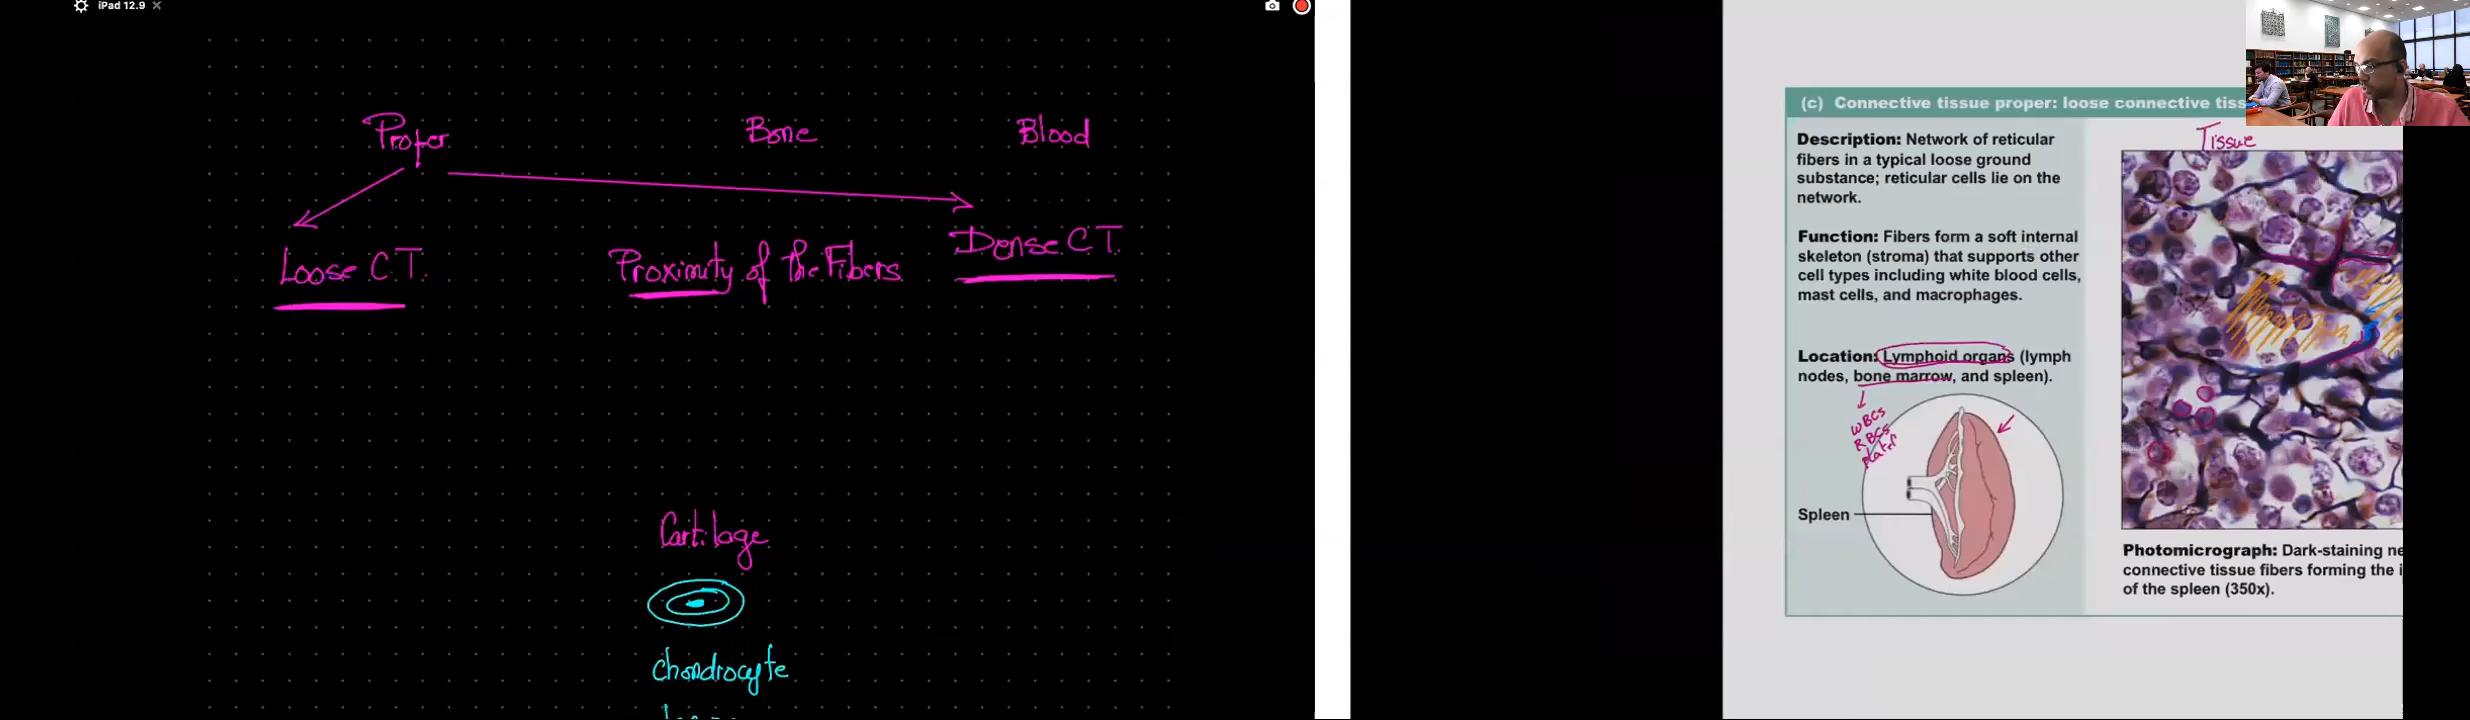 iPad 12.9
Proper Bone Blood
Loose C T. Proximity of the Fibers Dense C T.
Cartilage
Chondrocyte
(c) Connective tissue proper: loose connective tiss
Tissue
Description: Network of reticular
fibers in a typical loose ground
substance; reticular cells lie on the
network.
Function: Fibers form a soft internal
skeleton (stroma) that supports other
cell types including white blood cells,
mast cells, and macrophages.
Location: Lymphoid organs (lymph
nodes, bone marrow, and spleen).
WBCs
RBCs
Spleen
Photomicrograph: Dark-staining ne
connective tissue fibers forming the i
of the spleen (350x).